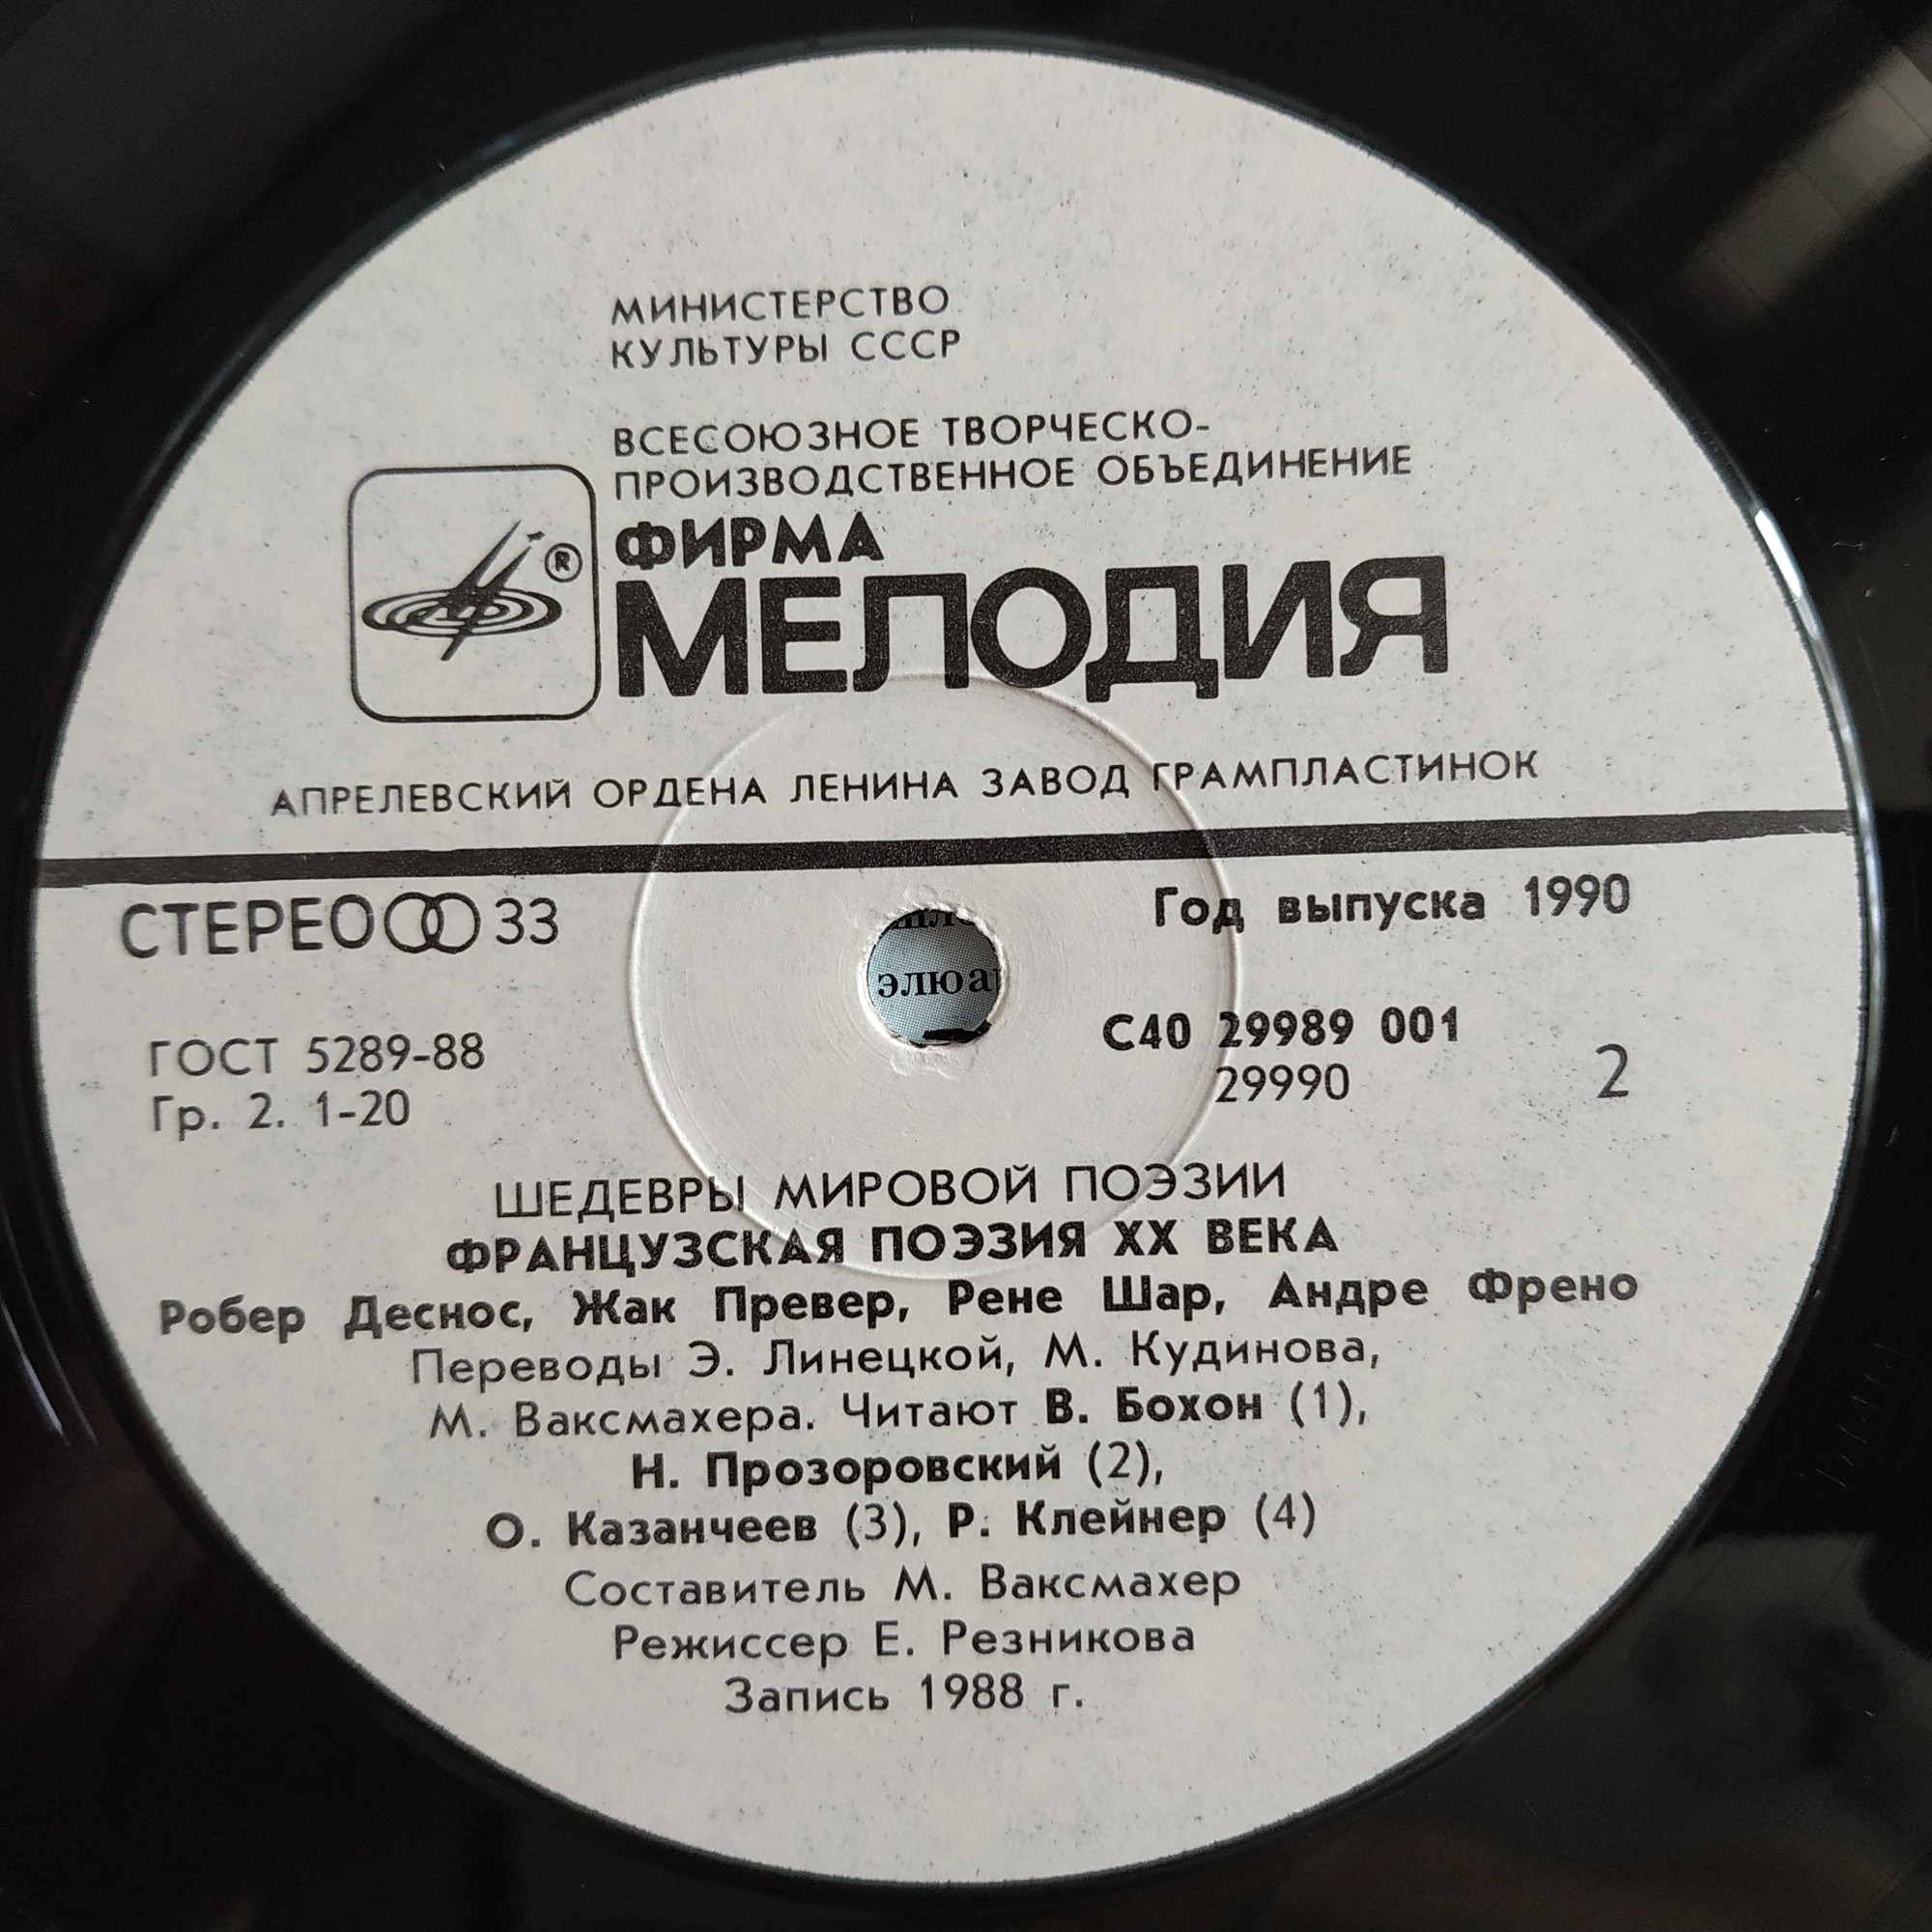 МИНИСТЕРСТВО
КУЛЬТУРЫ СССР
ВСЕСОЮЗНОЕ ТВОРЧЕСКО-
ПРОИЗВОДСТВЕННОЕ ОБЪЕДИНЕНИЕ
®
ФИРМА
МЕЛОДИЯ
АПРЕЛЕВСКИЙ ОРДЕНА ЛЕНИНА ЗАВОД ГРАМПЛАСТИНОК
СТЕРЕО 33
Год выпуска 1990
элюа
ГОСТ 5289-88
Гр. 2. 1-20
С40 29989 001
29990
2
ШЕДЕВРЫ МИРОВОЙ ПОЭЗИИ
ФРАНЦУЗСКАЯ ПОЭЗИЯ XX ВЕКА
Робер Деснос, Жак Превер, Рене Шар, Андре Френо
Переводы Э. Линецкой, М. Кудинова,
М. Ваксмахера. Читают В. Бохон (1),
Н. Прозоровский (2),
О. Казанчеев (3), Р. Клейнер (4)
Составитель М. Ваксмахер
Режиссер Е. Резникова
Запись 1988 г.